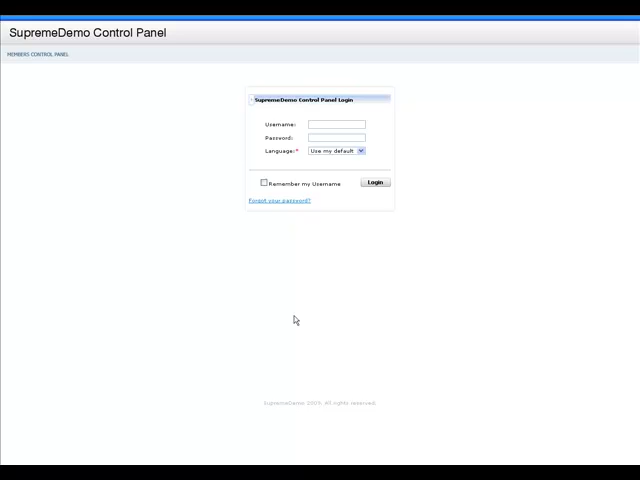 SupremeDemo Control Panel
MEMBERS CONTROL PANEL
SupremeDemo Control Panel Login
Username:
Password:
Language:* Use my default
Remember my Username Login
Forgot your password?
SupremeDemo 2009. All rights reserved.